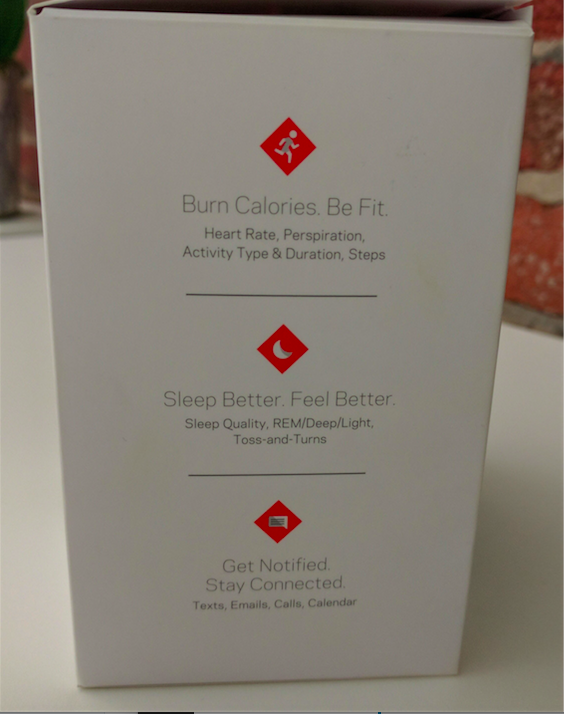 Burn Calories. Be Fit.
Heart Rate, Perspiration,
Activity Type & Duration, Steps
Sleep Better. Feel Better.
Sleep Quality, REM/Deep/Light,
Toss-and-Turns
Get Notified.
Stay Connected.
Texts, Emails, Calls, Calendar